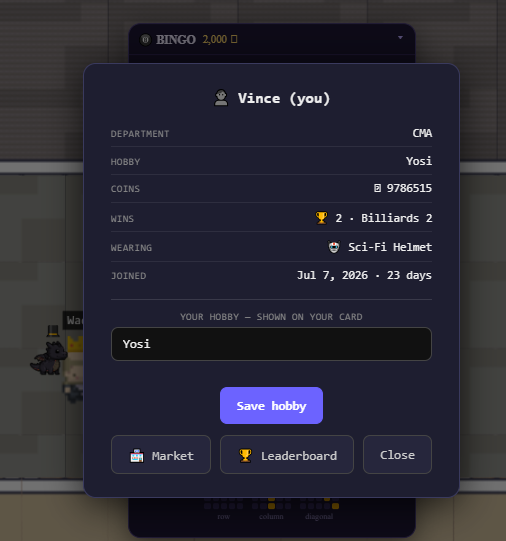 BINGO 2,000
Vince (you)
DEPARTMENT CMA
HOBBY Yosi
COINS 9786515
WINS 2 · Billiards 2
WEARING Sci-Fi Helmet
JOINED Jul 7, 2026 · 23 days
YOUR HOBBY — SHOWN ON YOUR CARD
Yosi
Save hobby
Market Leaderboard Close
row column diagonal